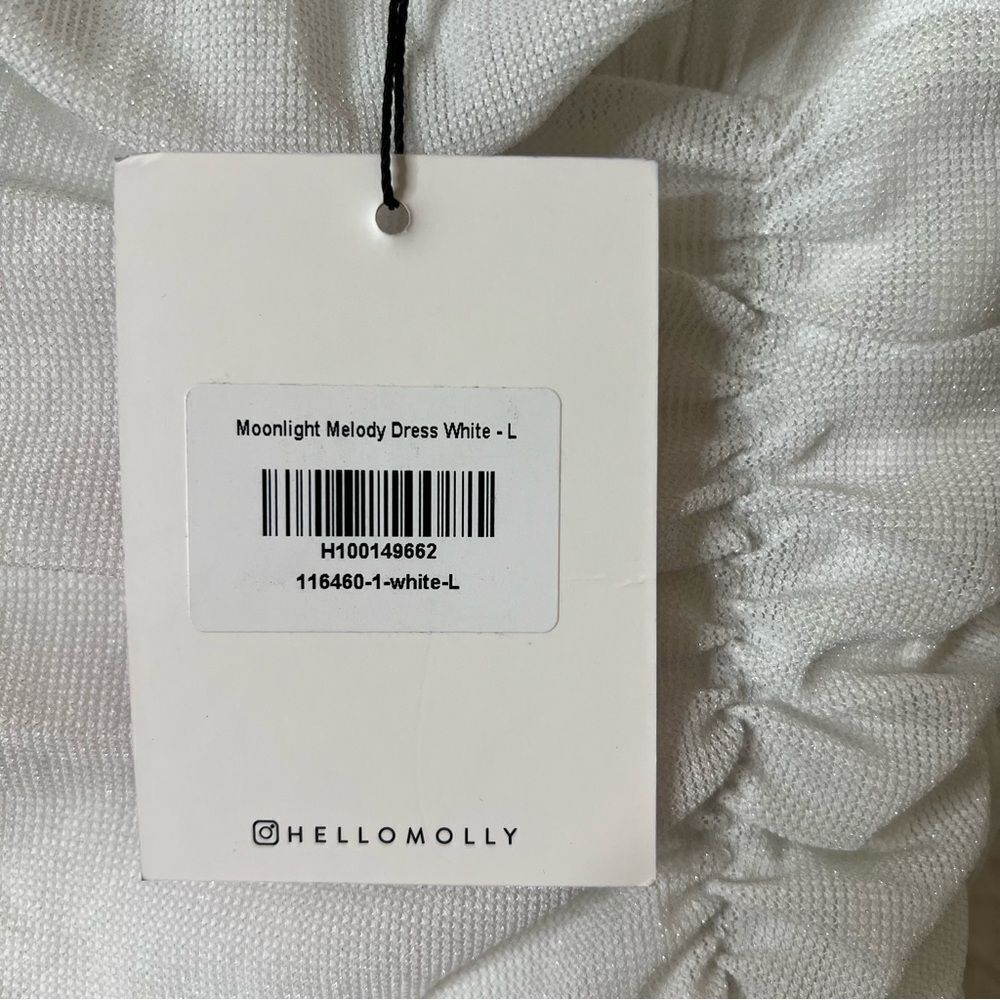 Moonlight Melody Dress White - L
H100149662
116460-1-white-L
HELLOMOLLY